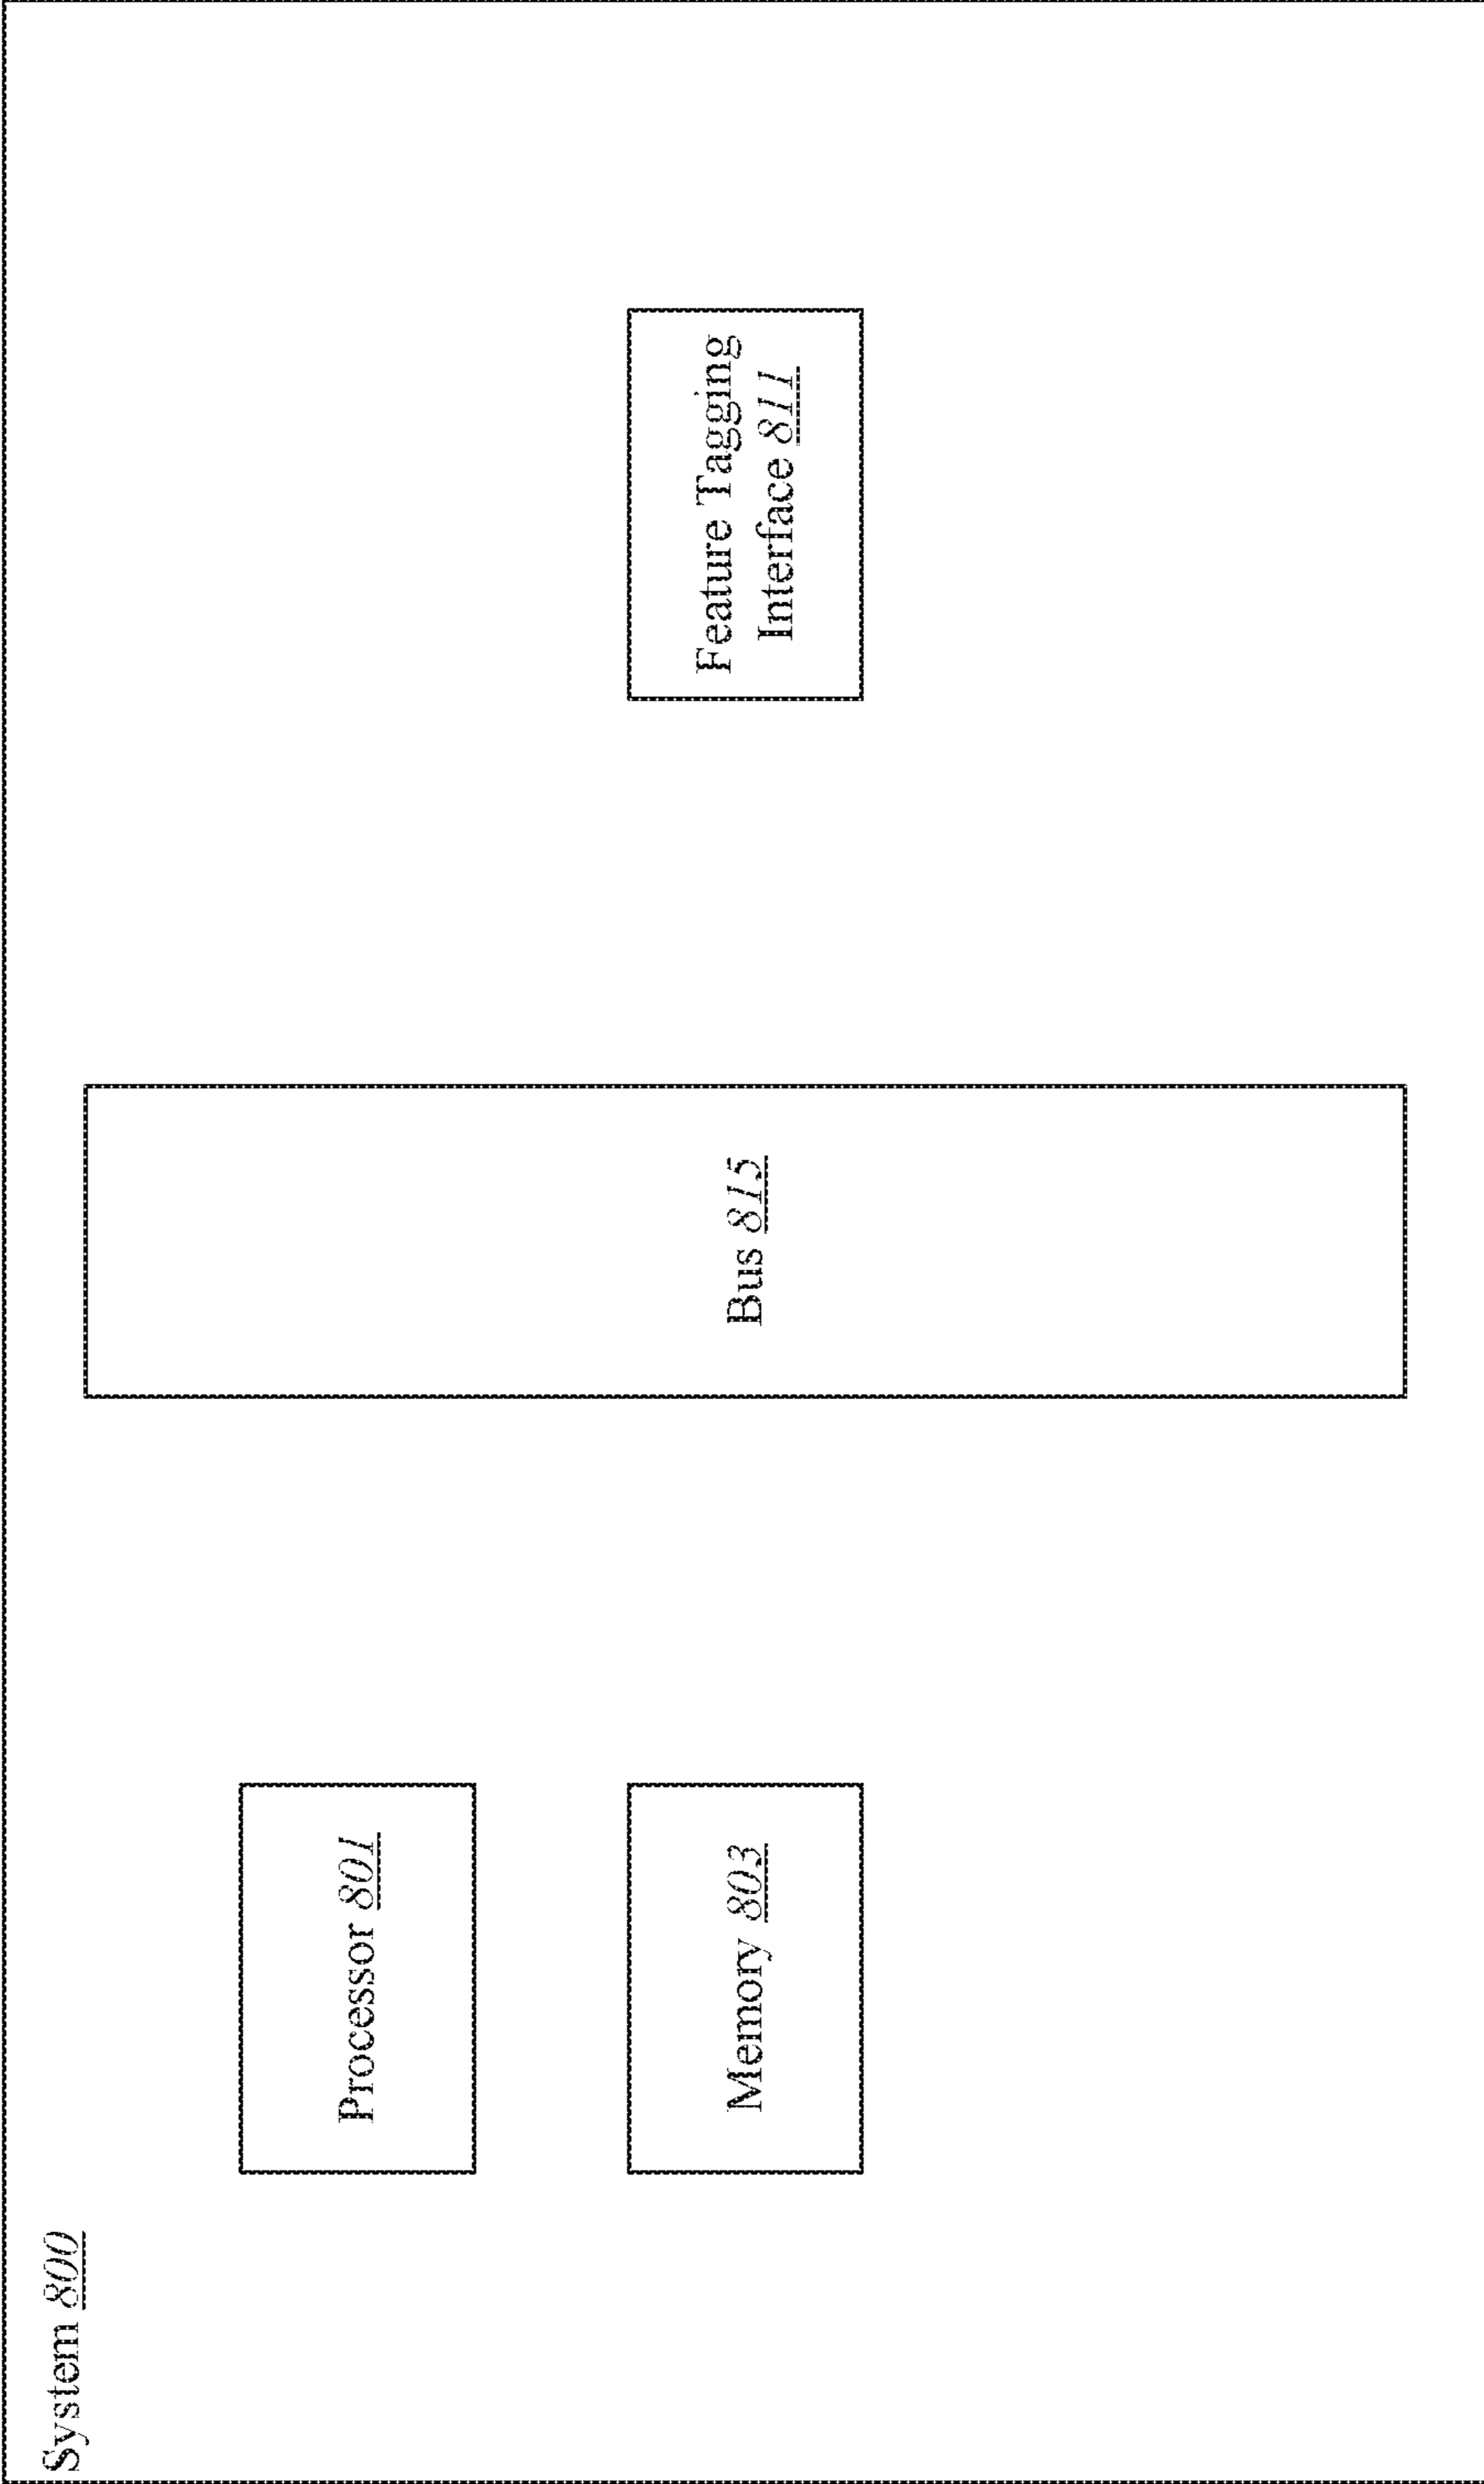 System 800
Processor 801
Memory 803
Bus 815
Feature Tagging
Interface 811